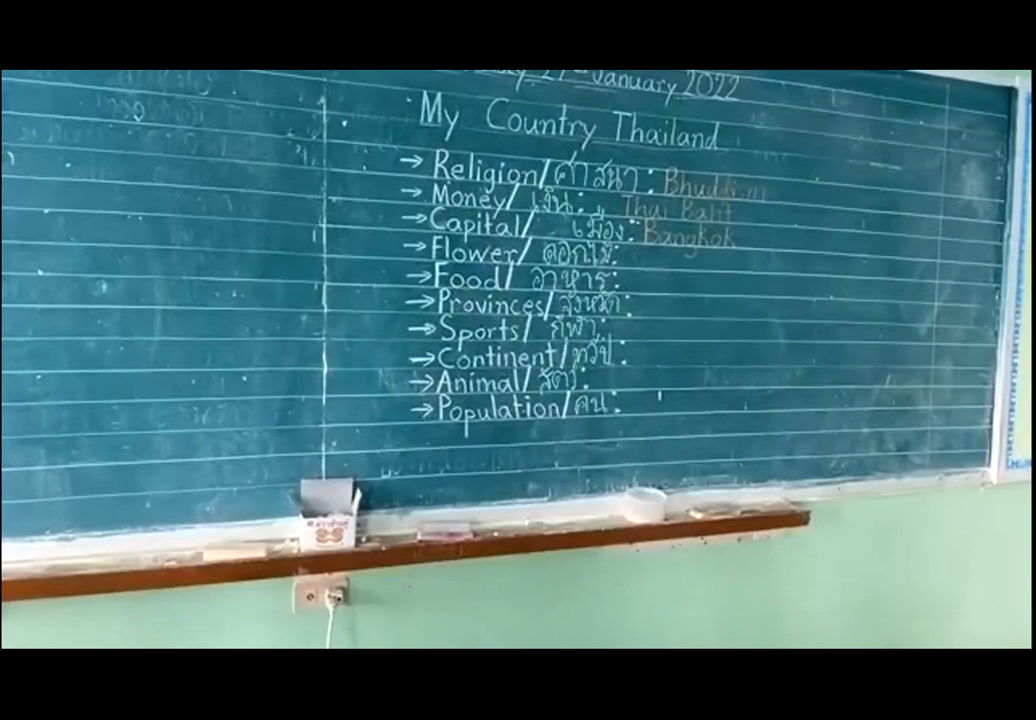 27 - January 2022
My Country Thailand
→ Religion/ศาสนา: Bhuddism
→ Money/เงิน: Thai Balit
→ Capital/ เมือง: Bangkok
→ Flower/ ดอกไม้:
→ Food/ อาหาร:
→ Provinces/จังหวัด:
→ Sports/ กีฬา:
→ Continent/ทวีป:
→ Animal/สัตว์:
→ Population/คน: